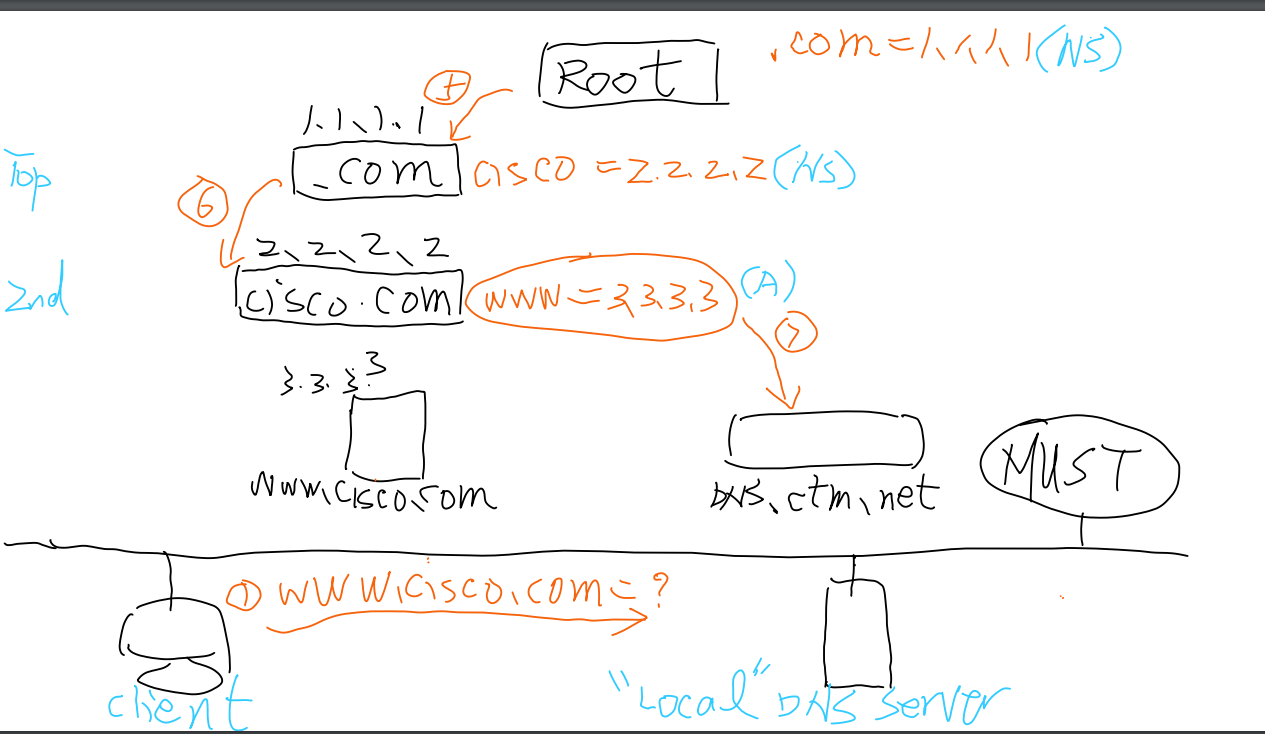 Root
.com=1.1.1.1(NS)
5
1.1.1.1
Top
.com
cisco=2.2.2.2(NS)
6
2.2.2.2
2nd
cisco.com
www=3.3.3.3
(A)
7
3.3.3.3
www.cisco.com
DNS.ctm.net
MUST
1 www.cisco.com=?
client
"Local" DNS server